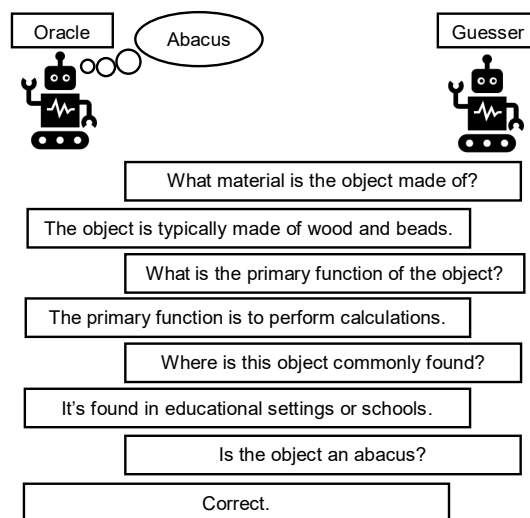 Oracle
Abacus
Guesser
What material is the object made of?
The object is typically made of wood and beads.
What is the primary function of the object?
The primary function is to perform calculations.
Where is this object commonly found?
It’s found in educational settings or schools.
Is the object an abacus?
Correct.